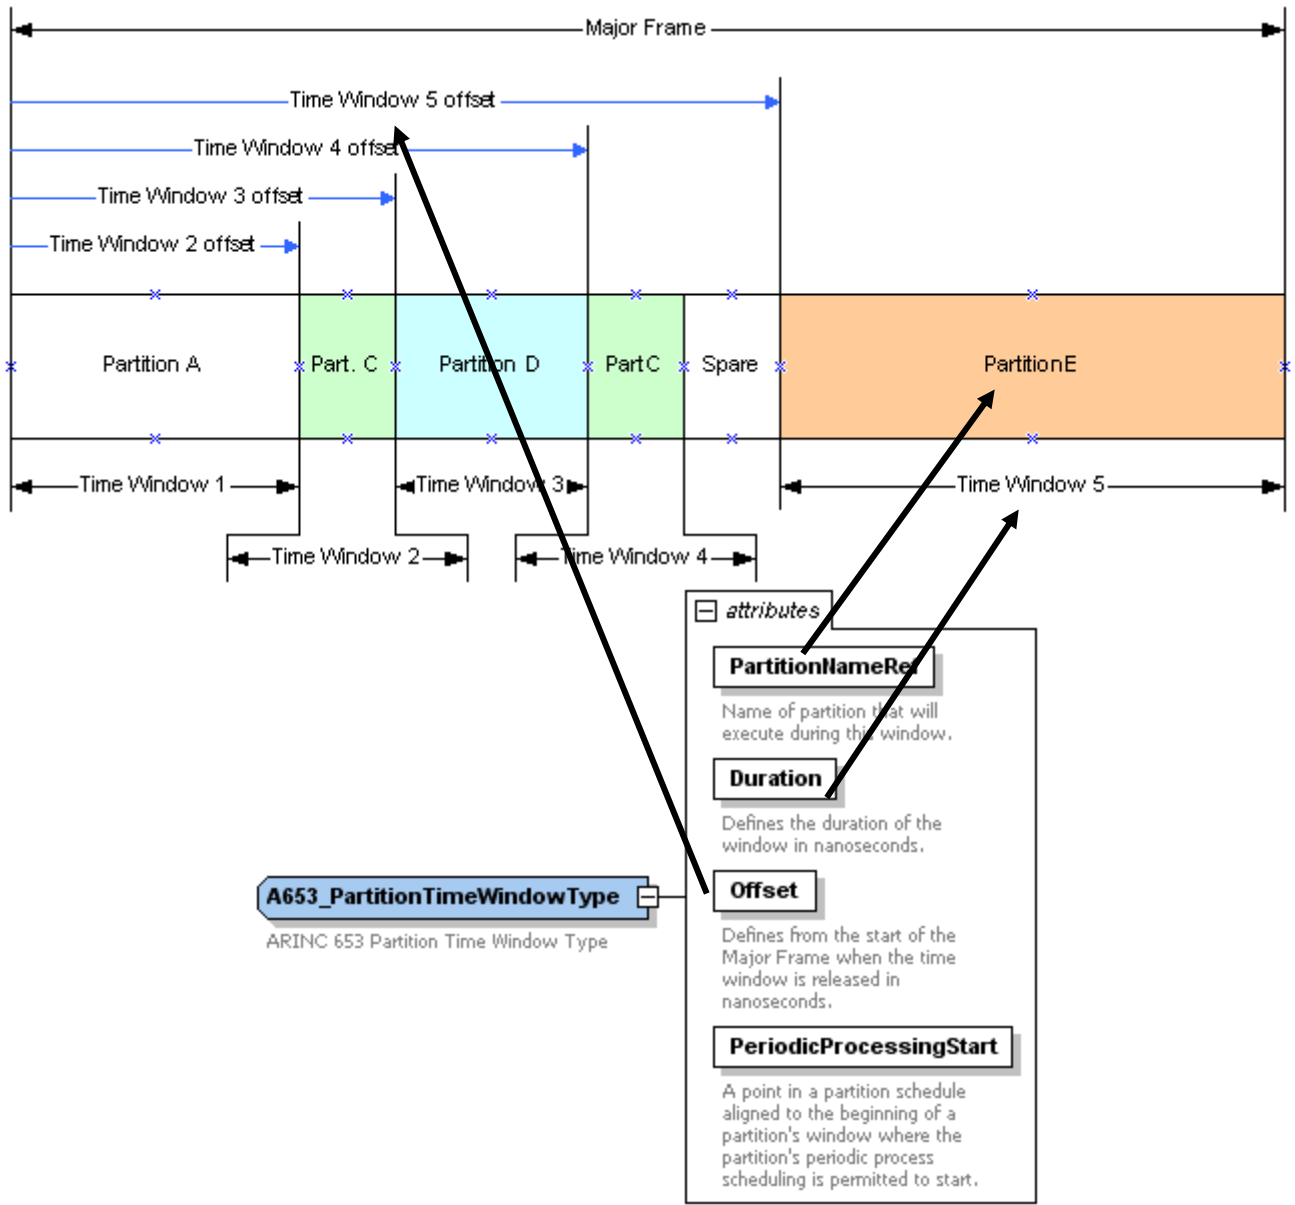 Major Frame
Time Window 5 offset
Time Window 4 offset
Time Window 3 offset
Time Window 2 offset
Partition A
Part. C
Partition D
Part C
Spare
Partition E
Time Window 1
Time Window 3
Time Window 5
Time Window 2
Time Window 4
attributes
PartitionNameRef
Name of partition that will
execute during this window.
Duration
Defines the duration of the
window in nanoseconds.
A653_PartitionTimeWindowType
ARINC 653 Partition Time Window Type
Offset
Defines from the start of the
Major Frame when the time
window is released in
nanoseconds.
PeriodicProcessingStart
A point in a partition schedule
aligned to the beginning of a
partition's window where the
partition's periodic process
scheduling is permitted to start.